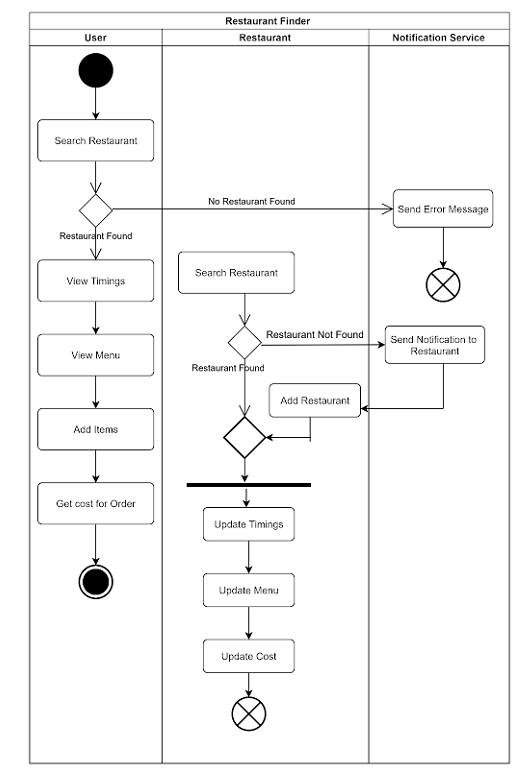 Restaurant Finder
User
Restaurant
Notification Service
Search Restaurant
No Restaurant Found
Send Error Message
Restaurant Found
View Timings
Search Restaurant
View Menu
Restaurant Not Found
Send Notification to
Restaurant
Restaurant Found
Add Restaurant
Add Items
Get cost for Order
Update Timings
Update Menu
Update Cost